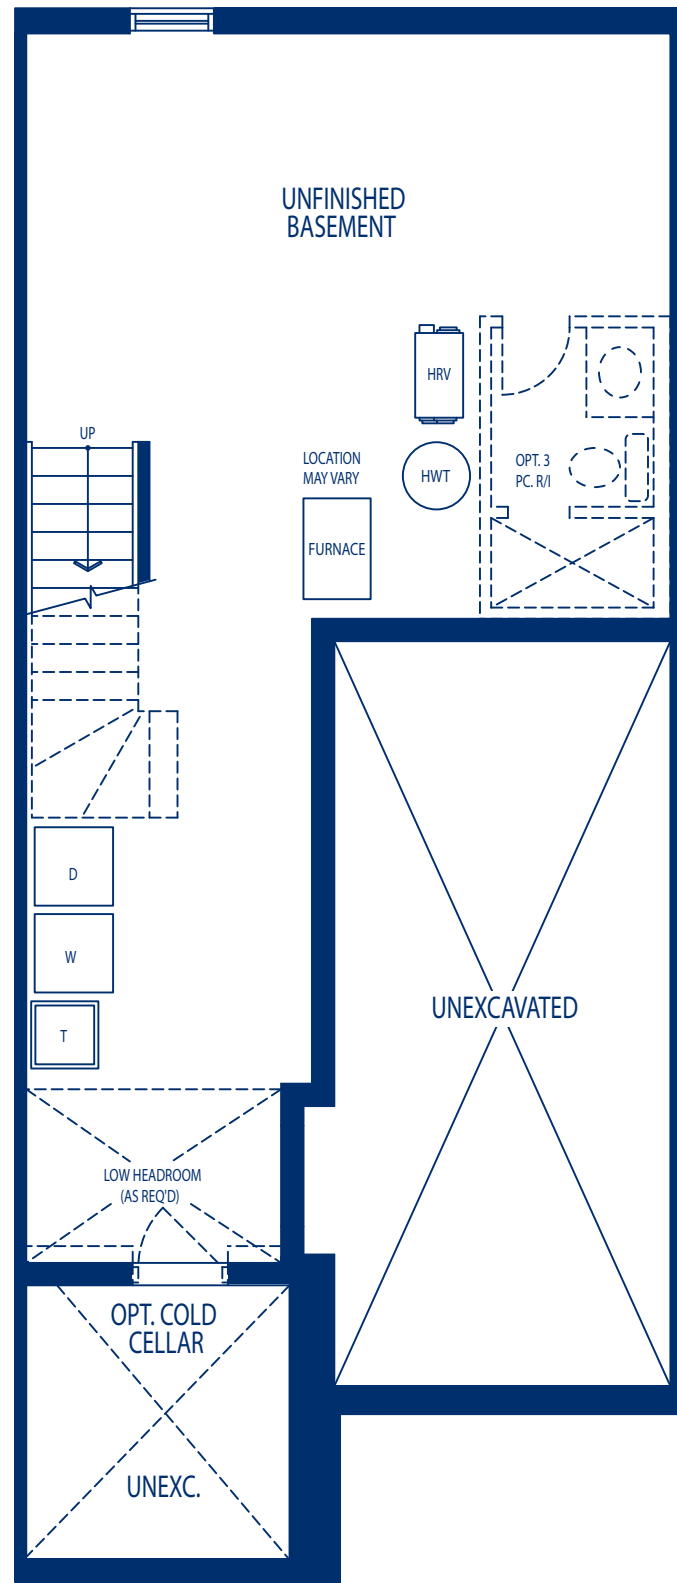 UNFINISHED
BASEMENT
HRV
UP
LOCATION
MAY VARY
HWT
OPT. 3
PC. R/I
FURNACE
D
W
UNEXCAVATED
T
LOW HEADROOM
(AS REQ'D)
OPT. COLD
CELLAR
UNEXC.